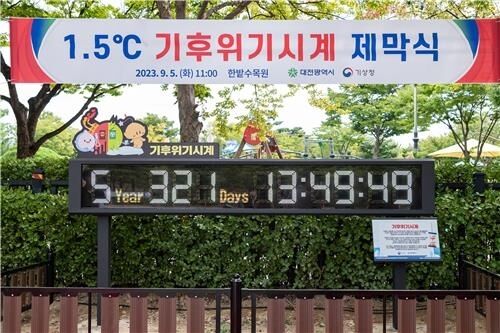 1.5℃ 기후위기시계 제막식
2023. 9. 5. (화) 11:00 한밭수목원 대전광역시 기상청
기후위기시계
5 Year 321 Days 13:49:49
기후위기시계